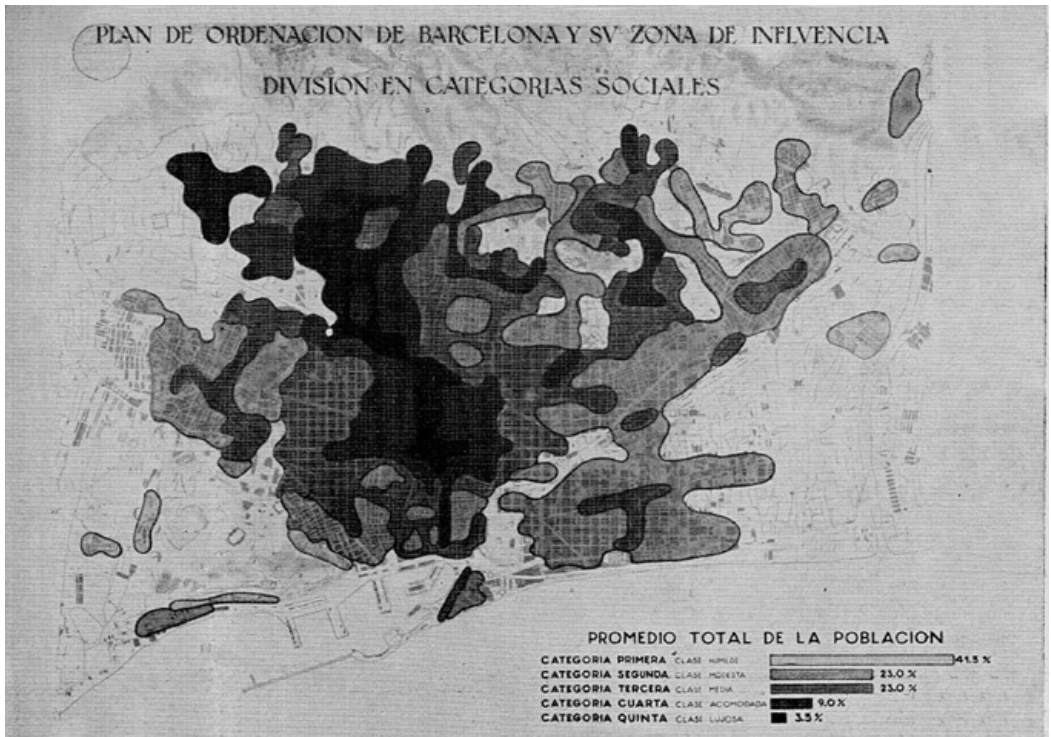 PLAN DE ORDENACION DE BARCELONA Y SV ZONA DE INFLVENCIA
DIVISION EN CATEGORIAS SOCIALES
PROMEDIO TOTAL DE LA POBLACION
CATEGORIA PRIMERA CLASE HUMILDE 41.5 %
CATEGORIA SEGUNDA CLASE MODESTA 23.0 %
CATEGORIA TERCERA CLASE MEDIA 23.0 %
CATEGORIA CUARTA CLASE ACOMODADA 9.0 %
CATEGORIA QUINTA CLASE LUJOSA 3.5 %